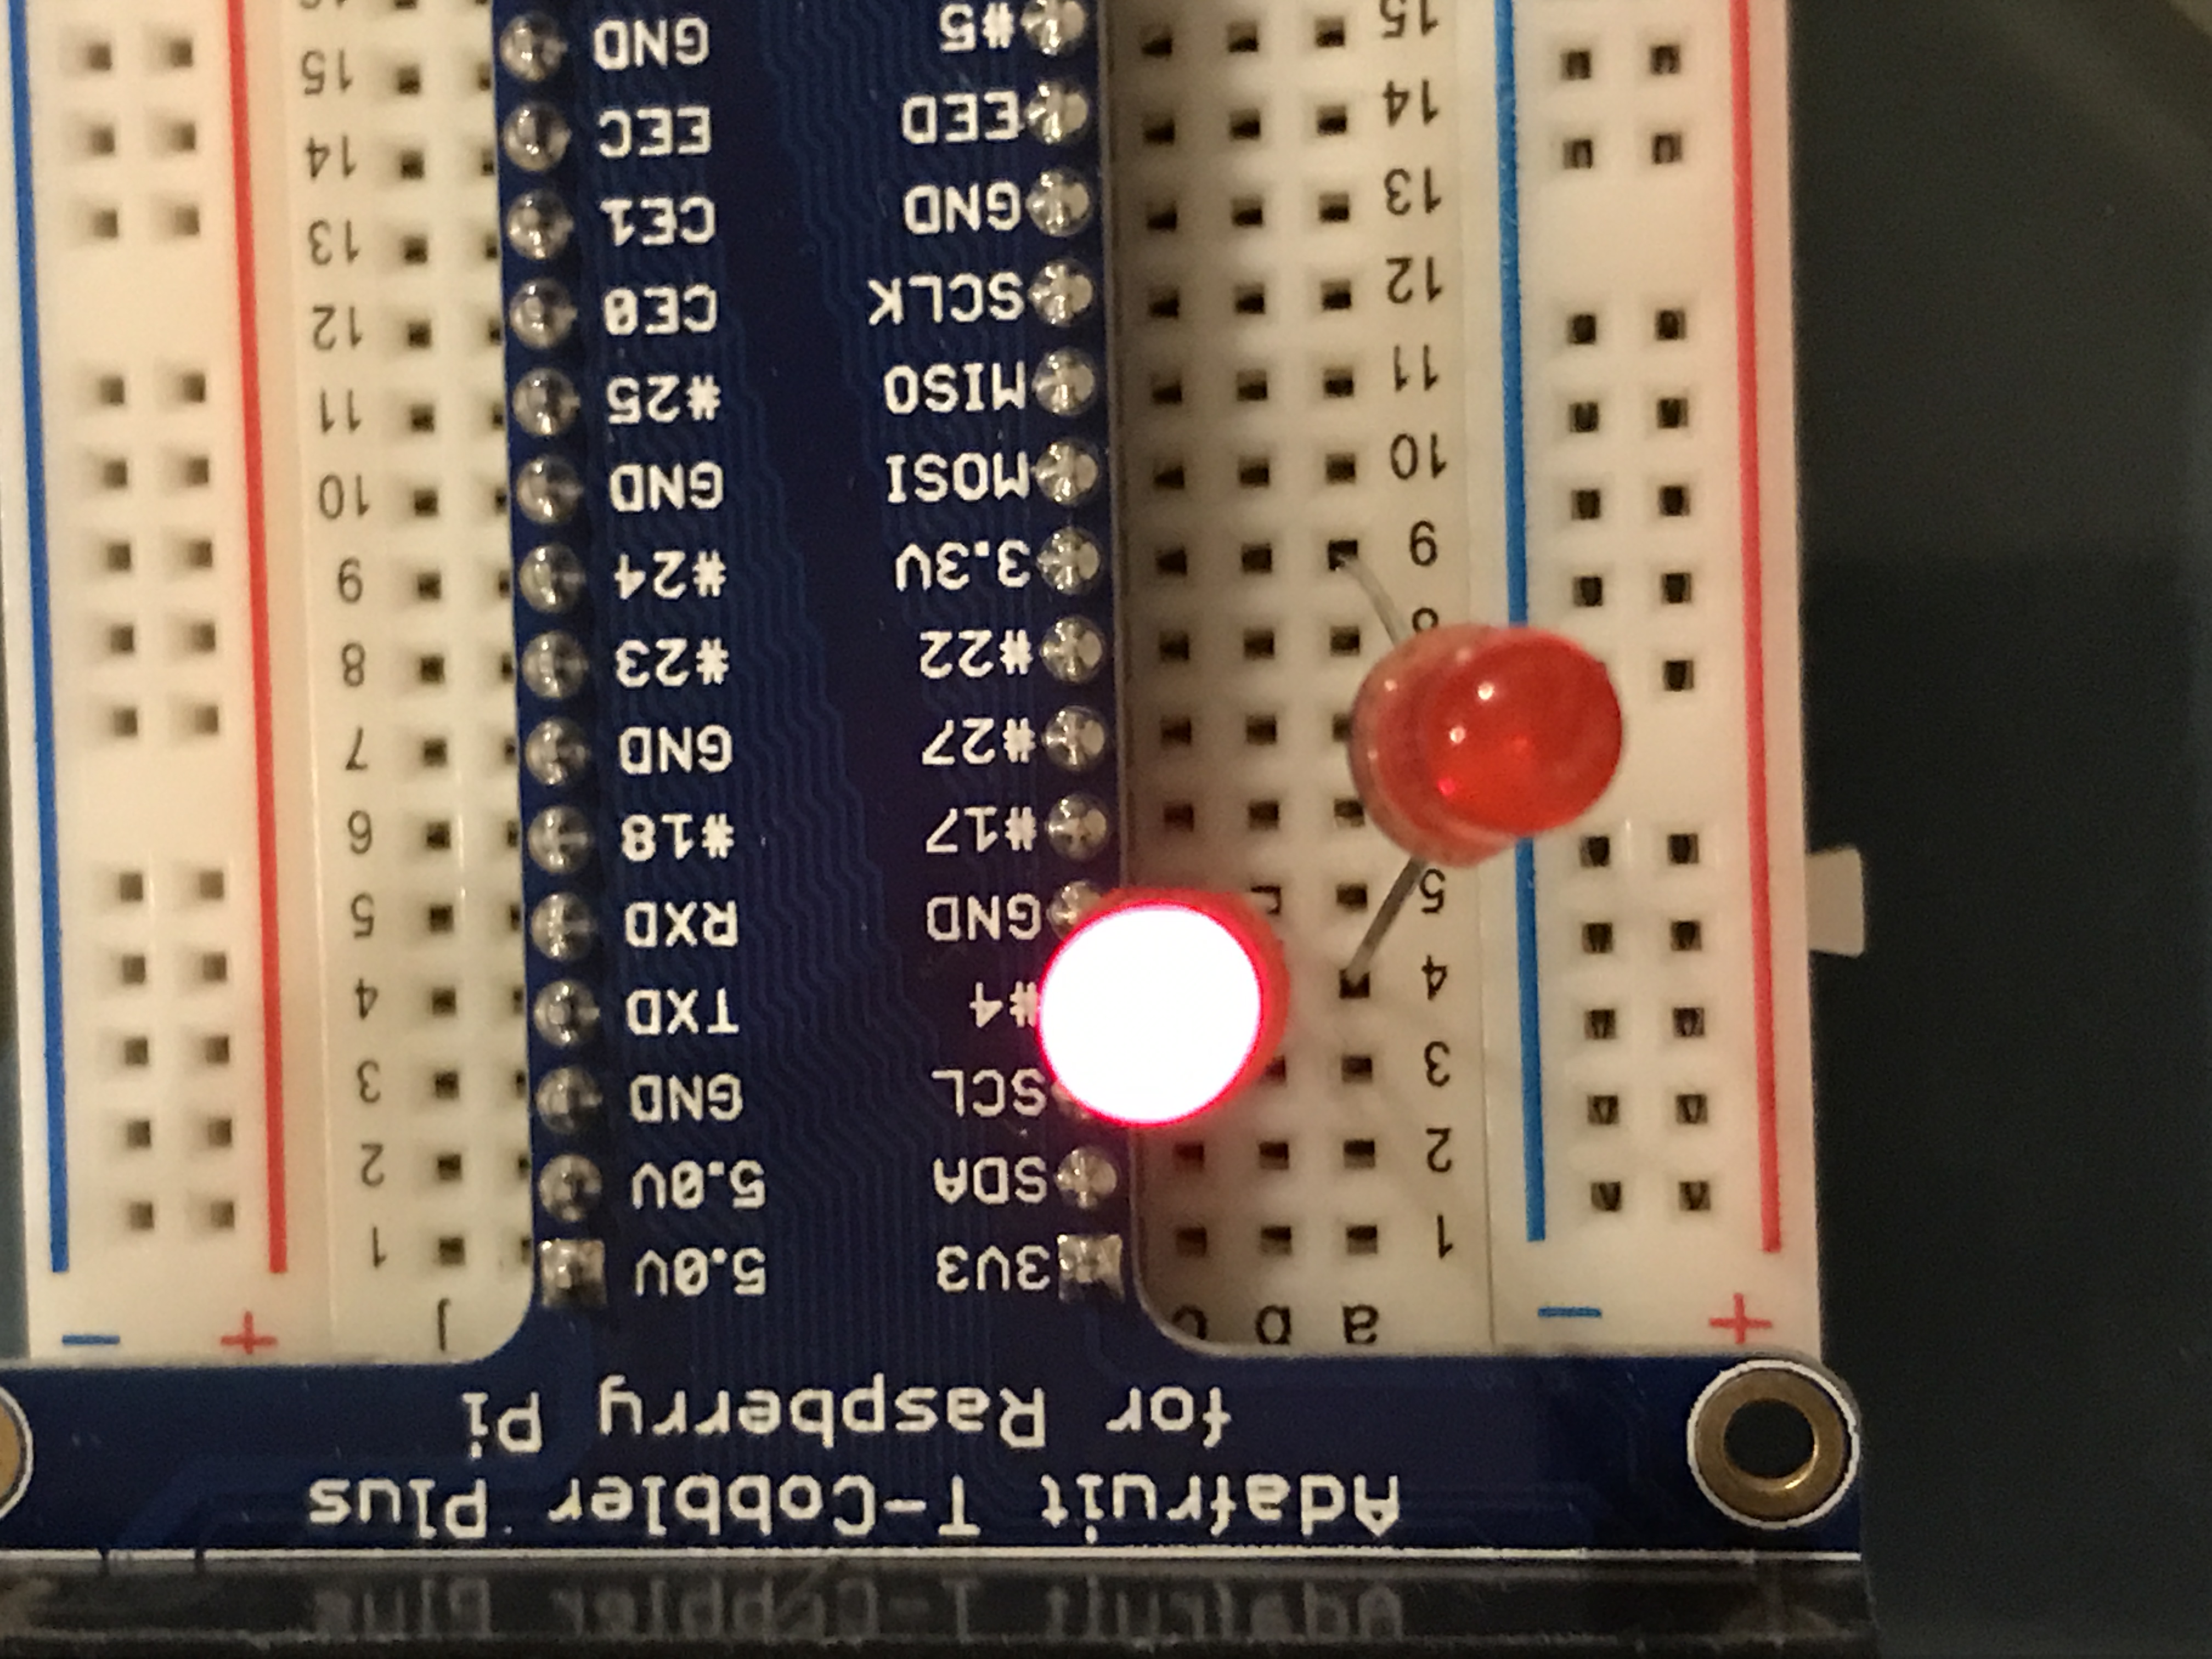 Adafruit T-Cobbler Plus
for Raspberry Pi
−
+
1 2 3 4 5 6 7 8 9 10 11 12 13 14 15
j
5.0V 5.0V GND TXD RXD #18 GND #23 #24 GND #25 CE0 CE1 EEC GND
3V3 SDA SCL #4 GND #17 #27 #22 3.3V MOSI MISO SCLK GND EED #5
c
b
a
1 2 3 4 5 8 9 10 11 12 13 14 15
−
+